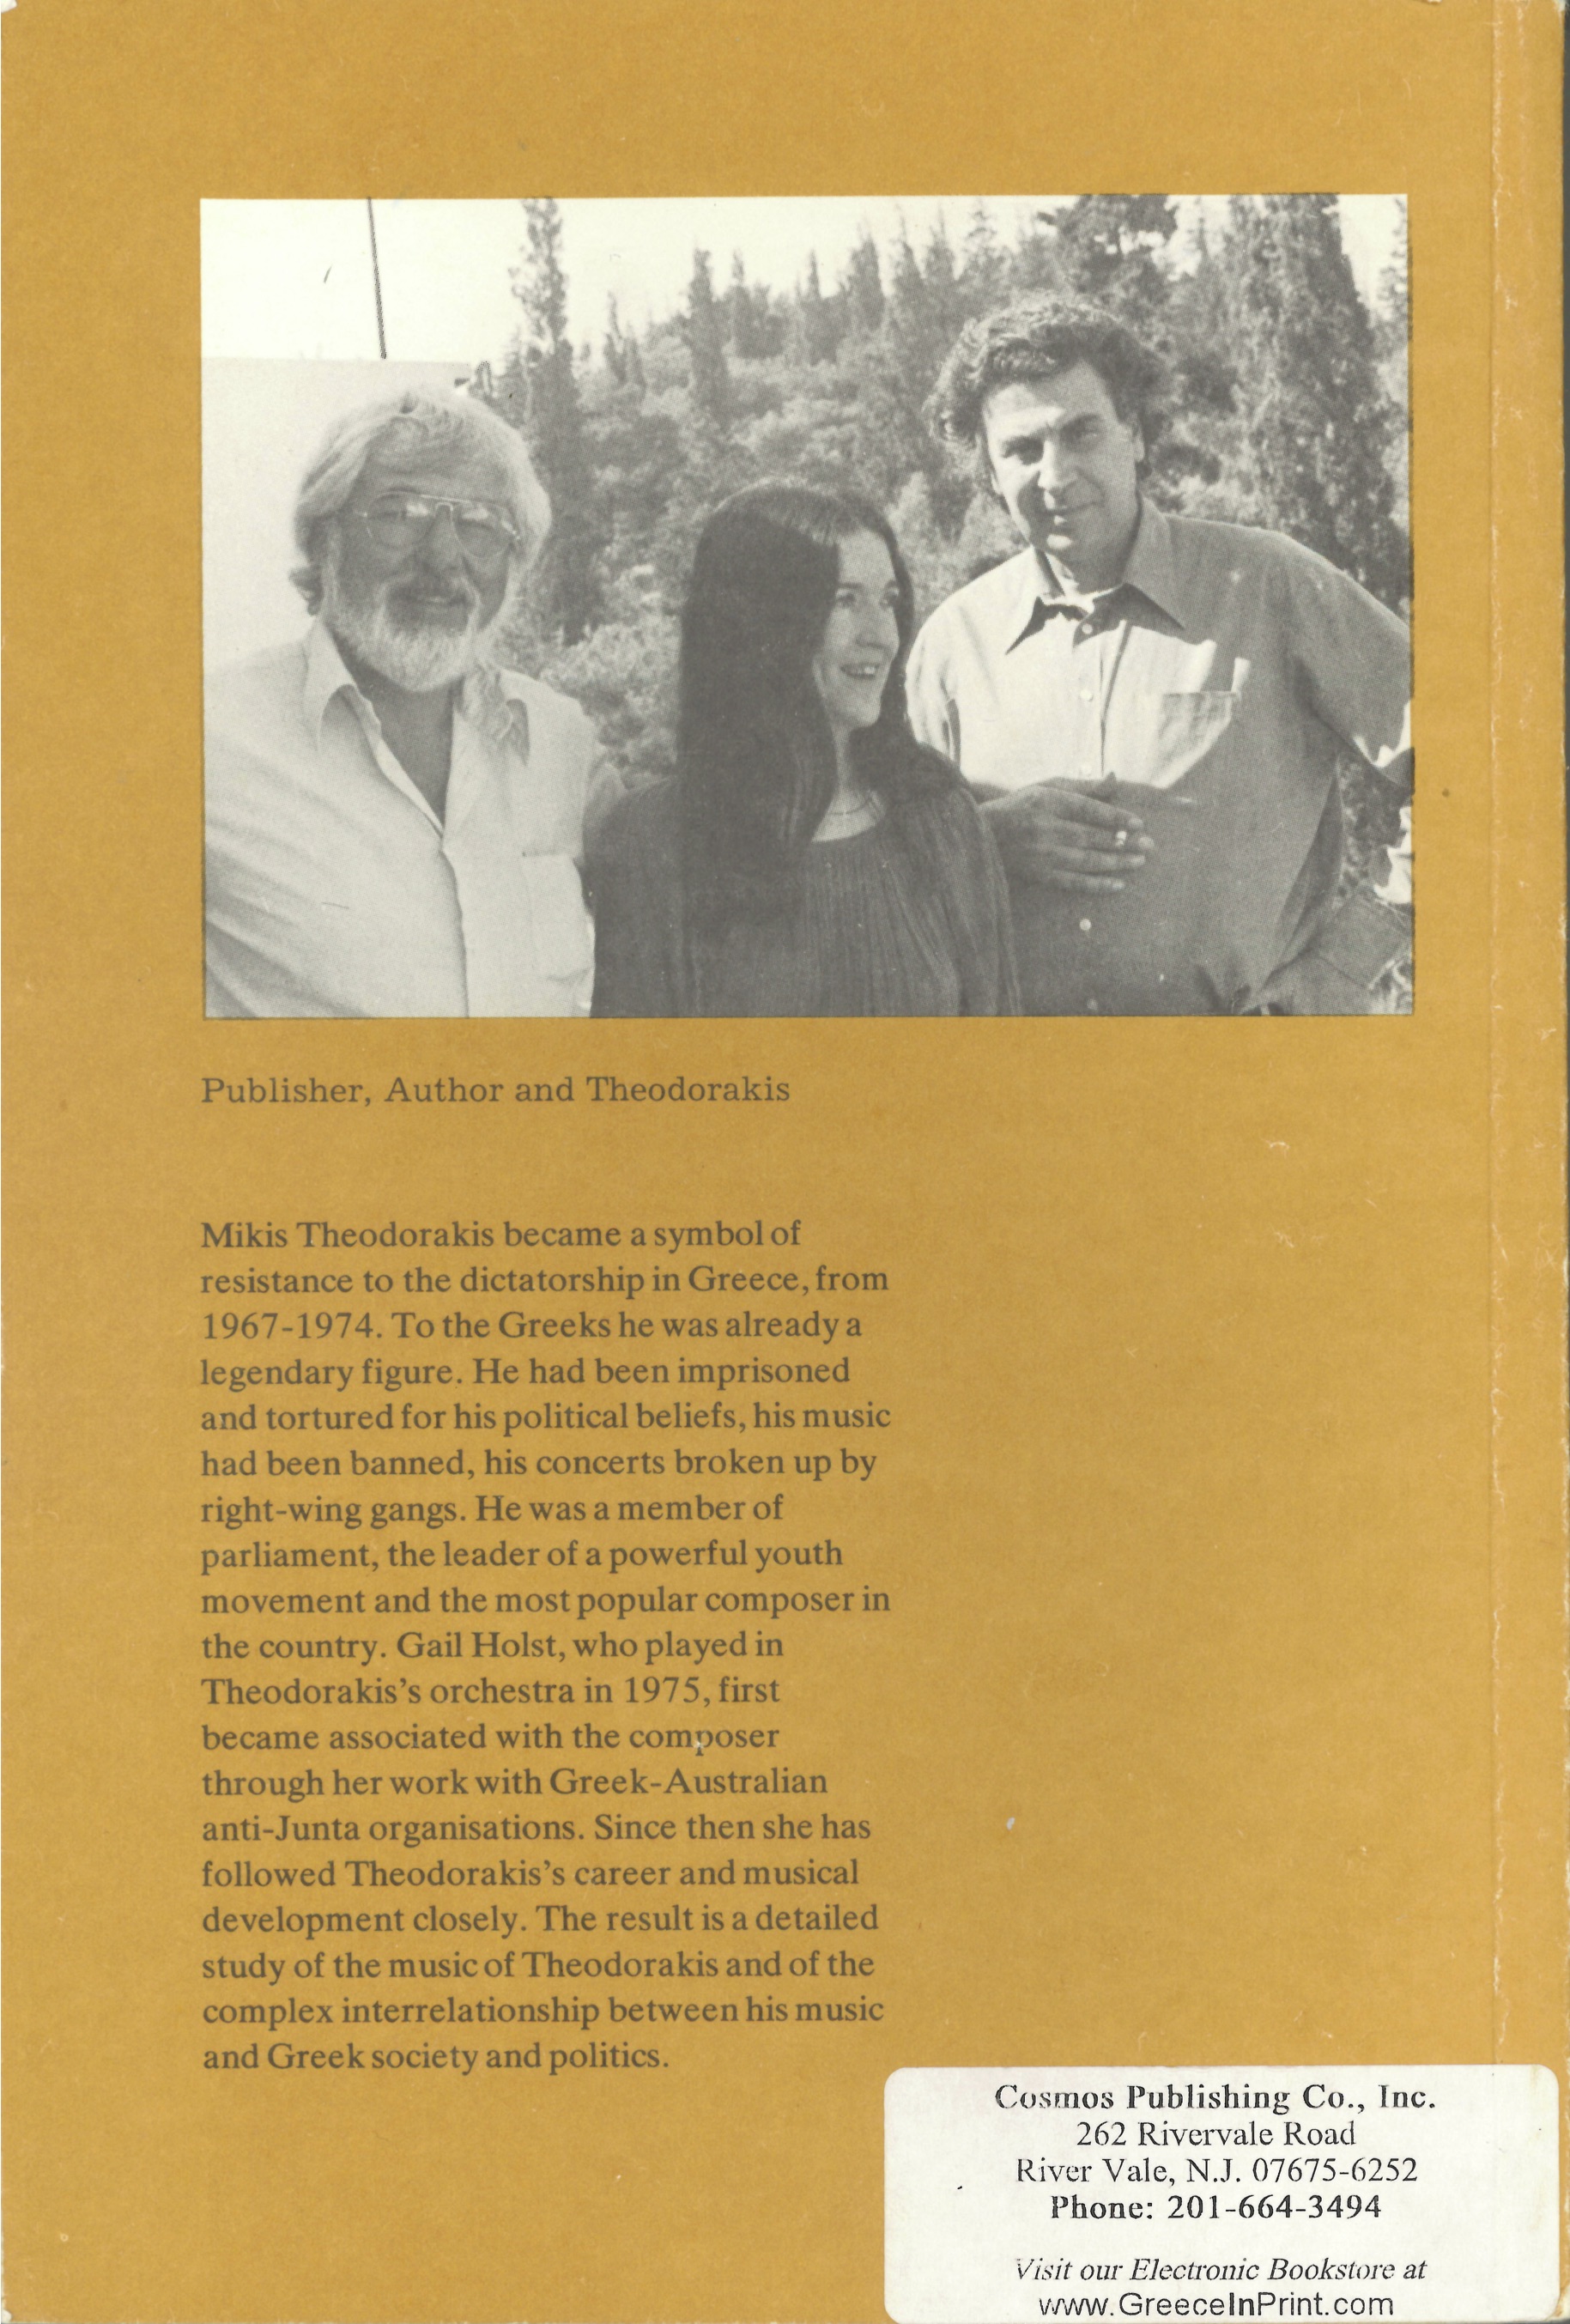 Publisher, Author and Theodorakis
Mikis Theodorakis became a symbol of
resistance to the dictatorship in Greece, from
1967-1974. To the Greeks he was already a
legendary figure. He had been imprisoned
and tortured for his political beliefs, his music
had been banned, his concerts broken up by
right-wing gangs. He was a member of
parliament, the leader of a powerful youth
movement and the most popular composer in
the country. Gail Holst, who played in
Theodorakis's orchestra in 1975, first
became associated with the composer
through her work with Greek-Australian
anti-Junta organisations. Since then she has
followed Theodorakis's career and musical
development closely. The result is a detailed
study of the music of Theodorakis and of the
complex interrelationship between his music
and Greek society and politics.
Cosmos Publishing Co., Inc.
262 Rivervale Road
River Vale, N.J. 07675-6252
Phone: 201-664-3494
Visit our Electronic Bookstore at
www.GreeceInPrint.com